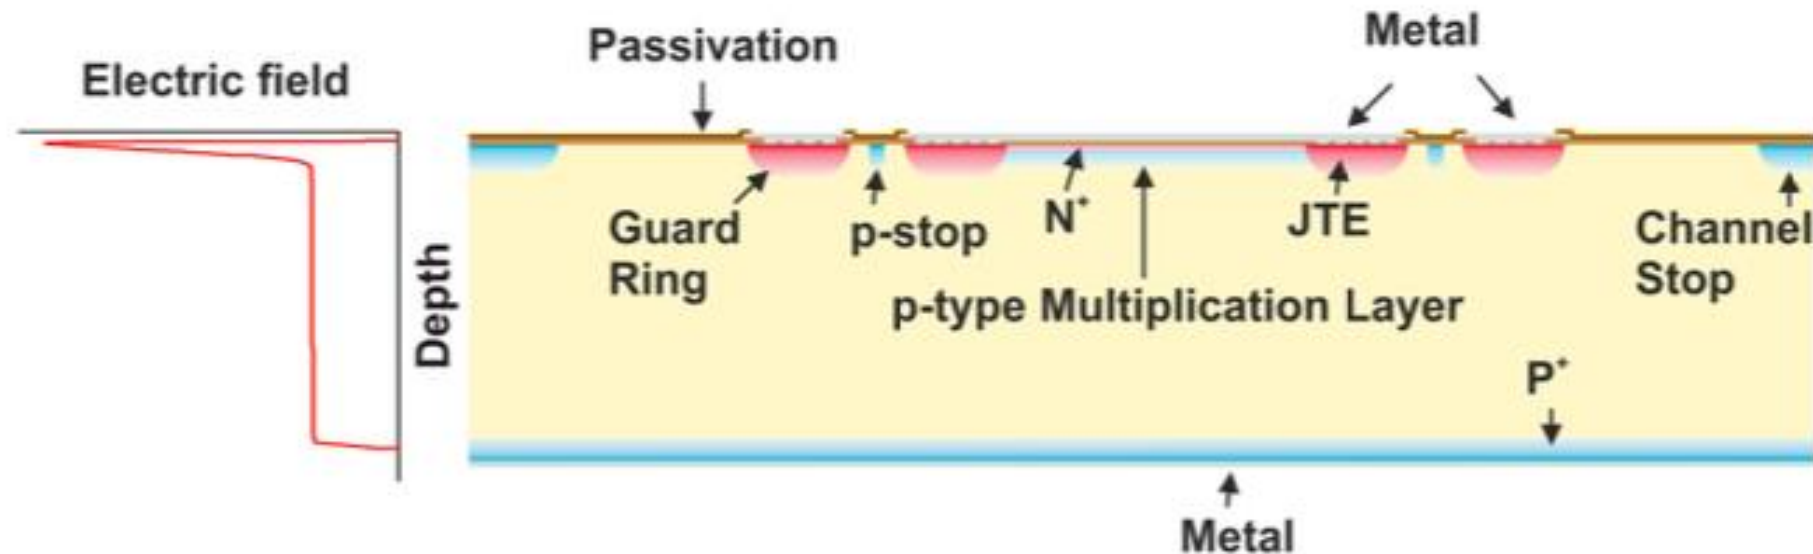 Electric field
Passivation
Metal
Depth
Guard
Ring
p-stop
N+
JTE
Channel
Stop
p-type Multiplication Layer
P+
Metal